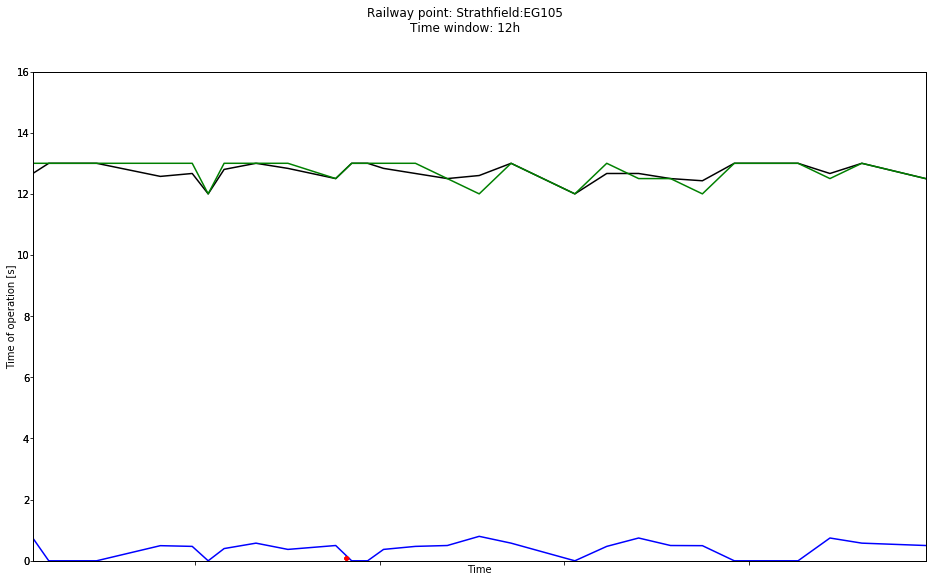 Railway point: Strathfield:EG105
Time window: 12h
16
14
12
10
8
6
4
2
0
Time of operation [s]
Time